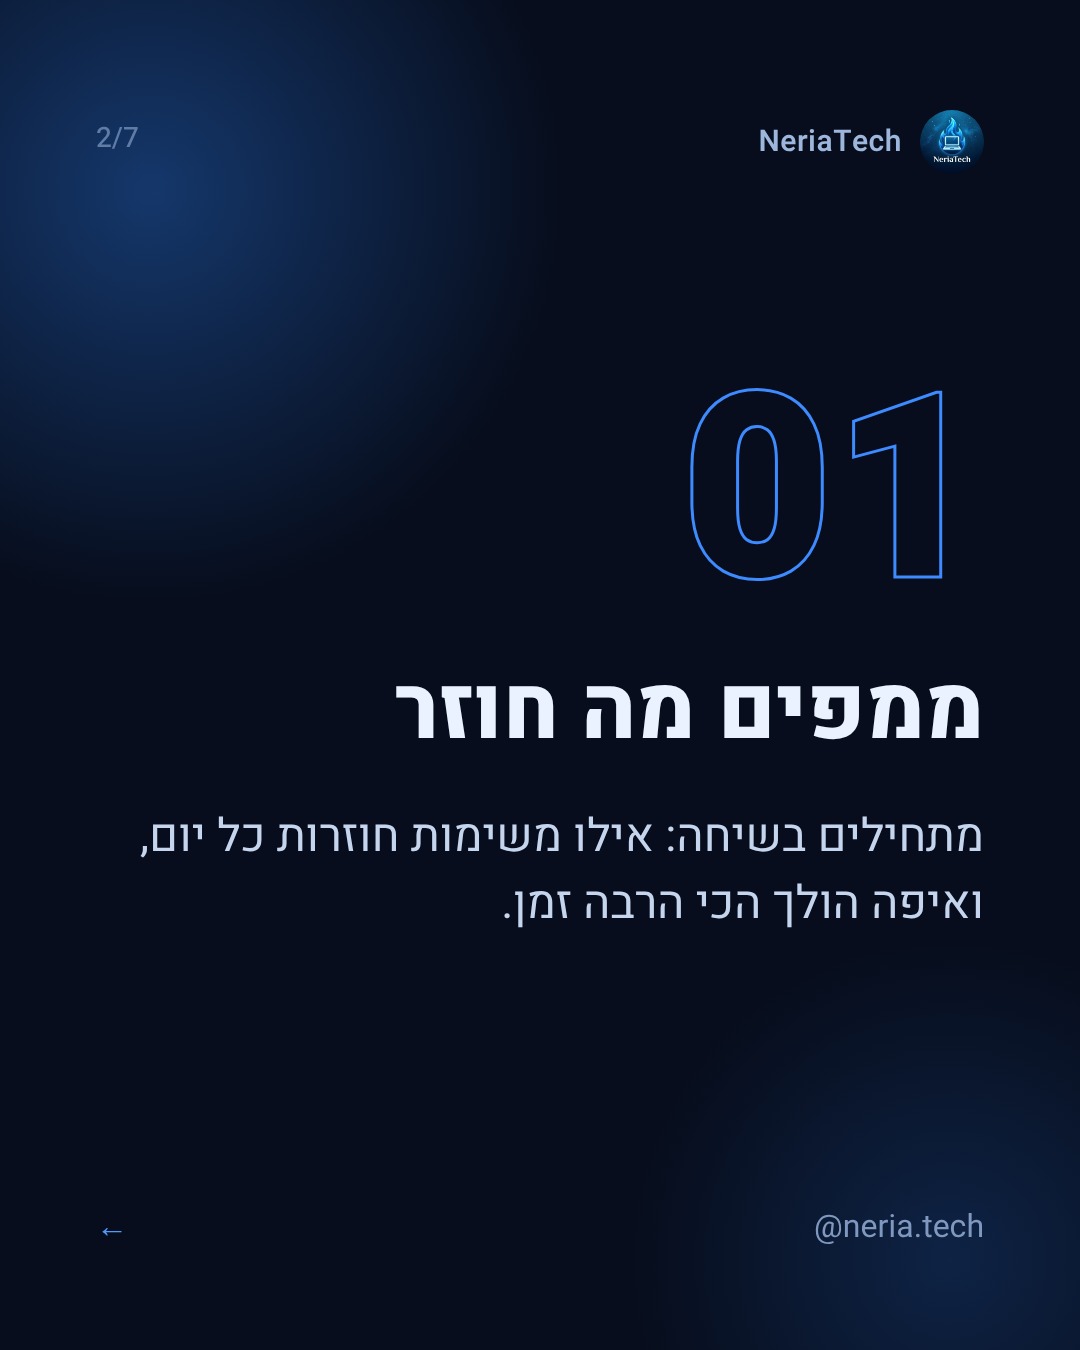 NeriaTech
NeriaTech
2/7
01
ממפים מה חוזר
מתחילים בשיחה: אילו משימות חוזרות כל יום,
ואיפה הולך הכי הרבה זמן.
@neria.tech
←